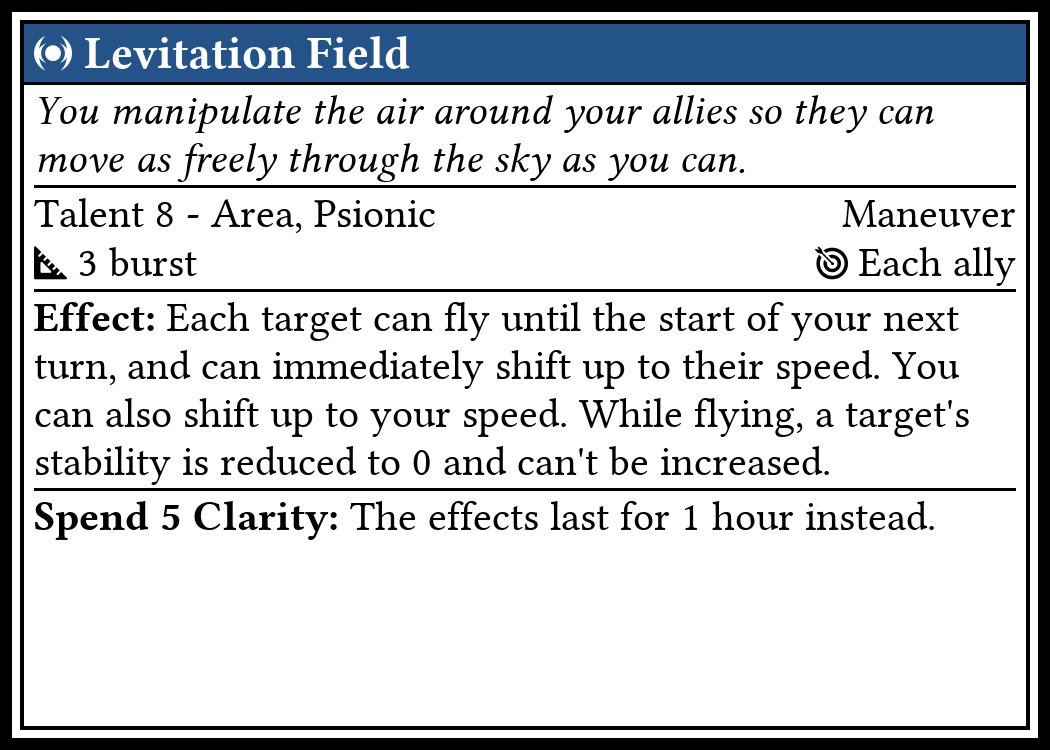 Levitation Field
You manipulate the air around your allies so they can
move as freely through the sky as you can.
Talent 8 - Area, Psionic Maneuver
3 burst Each ally
Effect: Each target can fly until the start of your next
turn, and can immediately shift up to their speed. You
can also shift up to your speed. While flying, a target's
stability is reduced to 0 and can't be increased.
Spend 5 Clarity: The effects last for 1 hour instead.